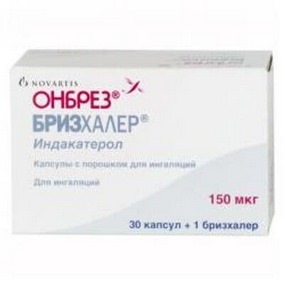 NOVARTIS
ОНБРЕЗ®
БРИЗХАЛЕР®
Индакатерол
Капсулы с порошком для ингаляций
Для ингаляций
150 мкг
30 капсул + 1 бризхалер